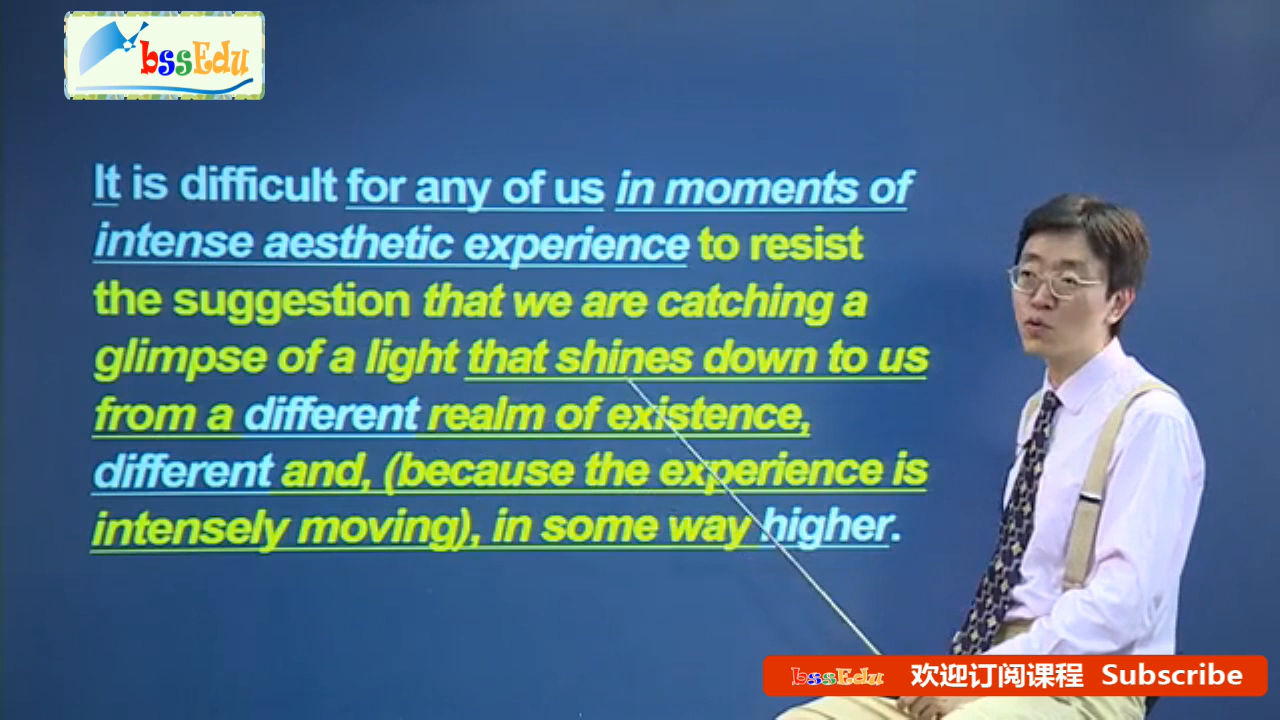 bssEdu
It is difficult for any of us in moments of
intense aesthetic experience to resist
the suggestion that we are catching a
glimpse of a light that shines down to us
from a different realm of existence,
different and, (because the experience is
intensely moving), in some way higher.
bssEdu 欢迎订阅课程 Subscribe